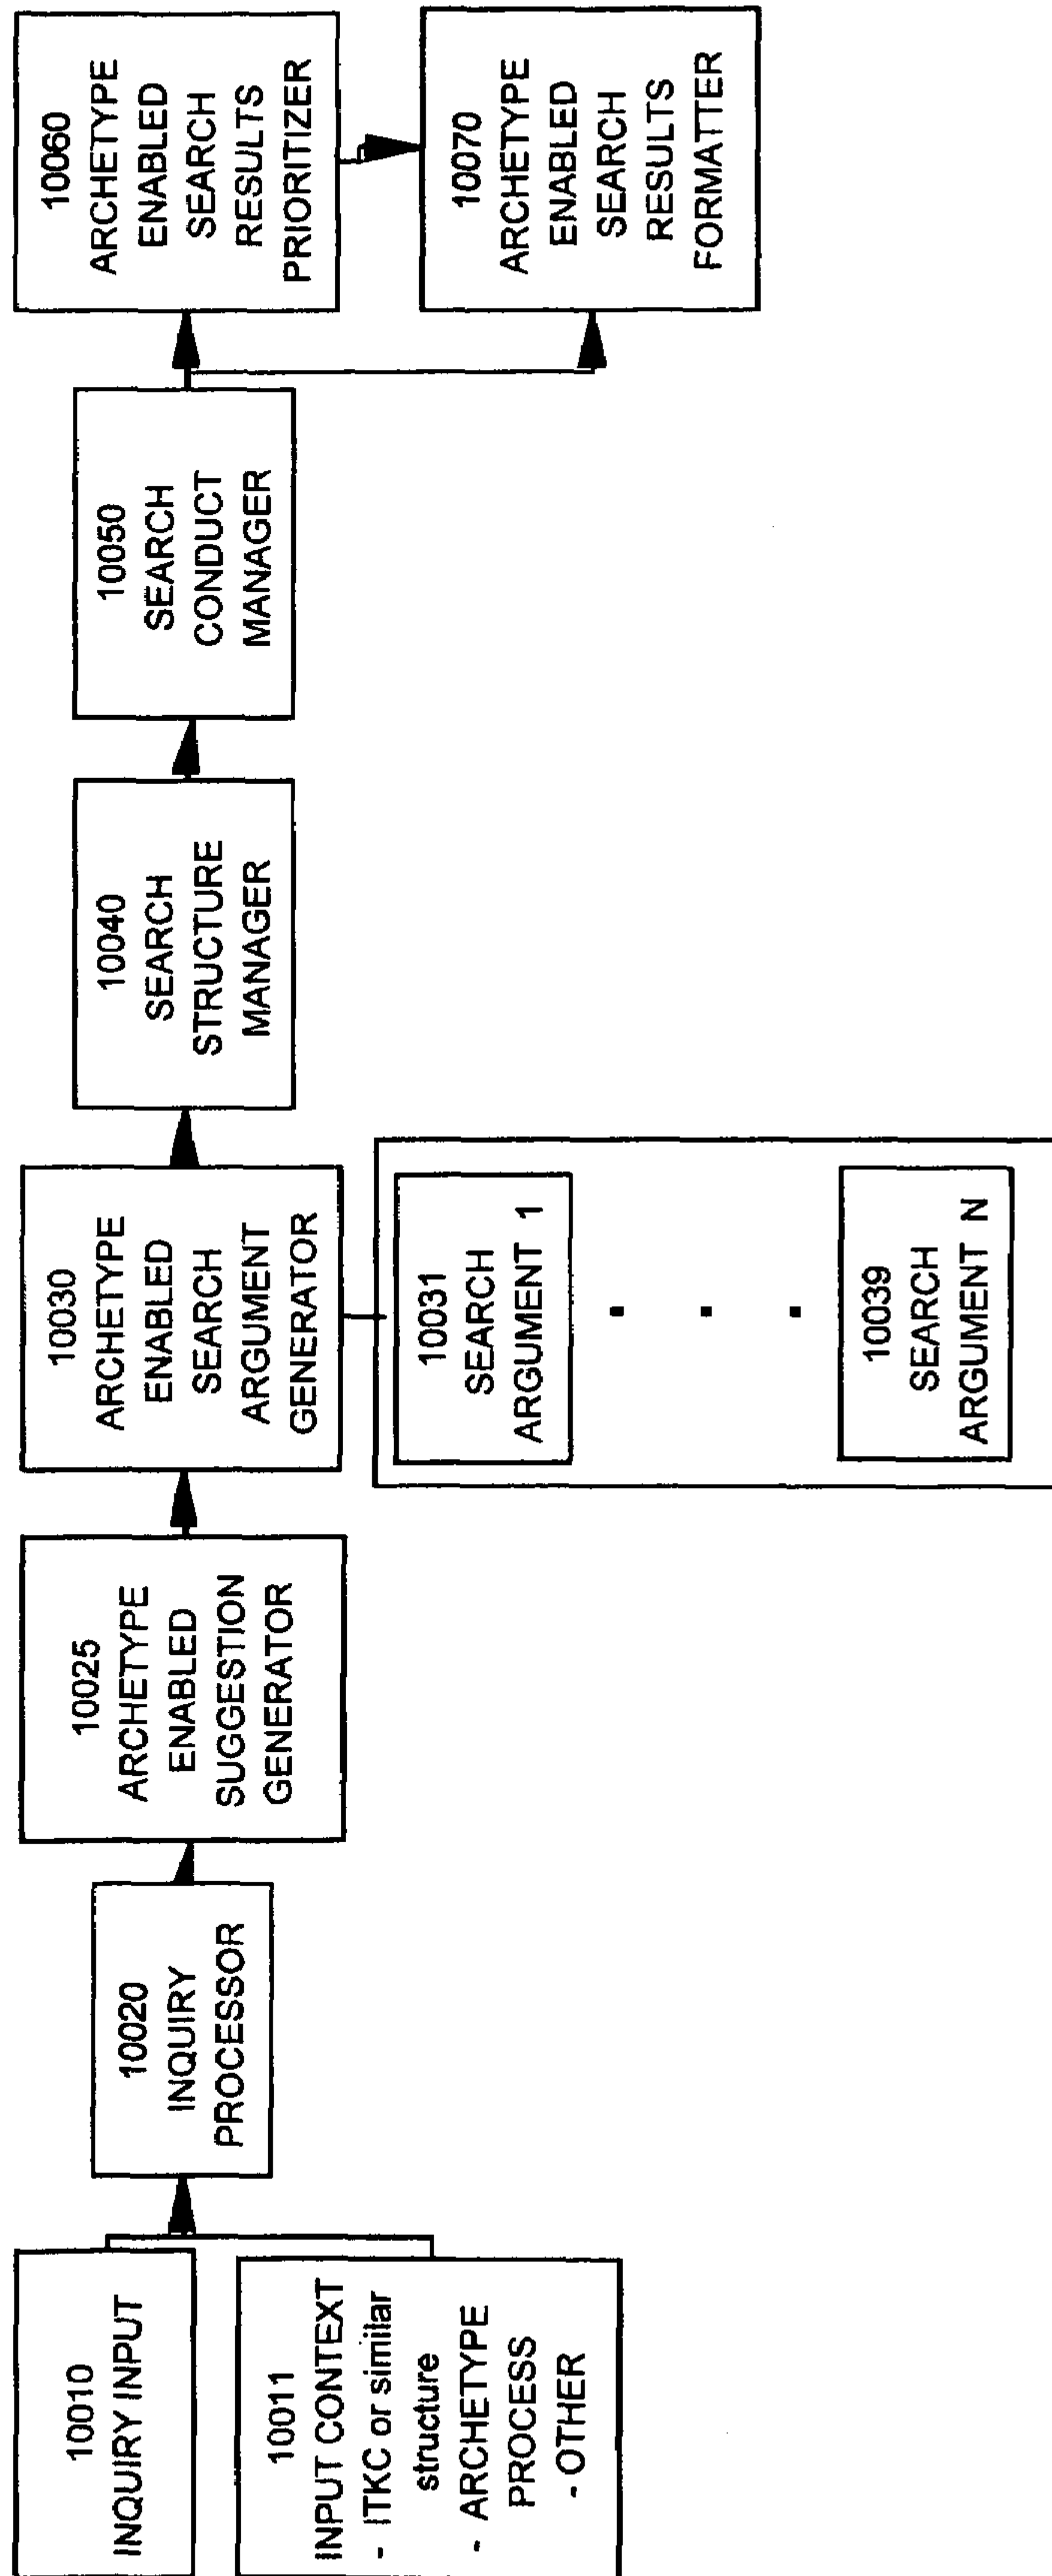 10010
INQUIRY INPUT
10011
INPUT CONTEXT
- ITKC or similar
structure
- ARCHETYPE
PROCESS
- OTHER
10020
INQUIRY
PROCESSOR
10025
ARCHETYPE
ENABLED
SUGGESTION
GENERATOR
10030
ARCHETYPE
ENABLED
SEARCH
ARGUMENT
GENERATOR
10031
SEARCH
ARGUMENT 1
10039
SEARCH
ARGUMENT N
10040
SEARCH
STRUCTURE
MANAGER
10050
SEARCH
CONDUCT
MANAGER
10060
ARCHETYPE
ENABLED
SEARCH
RESULTS
PRIORITIZER
10070
ARCHETYPE
ENABLED
SEARCH
RESULTS
FORMATTER